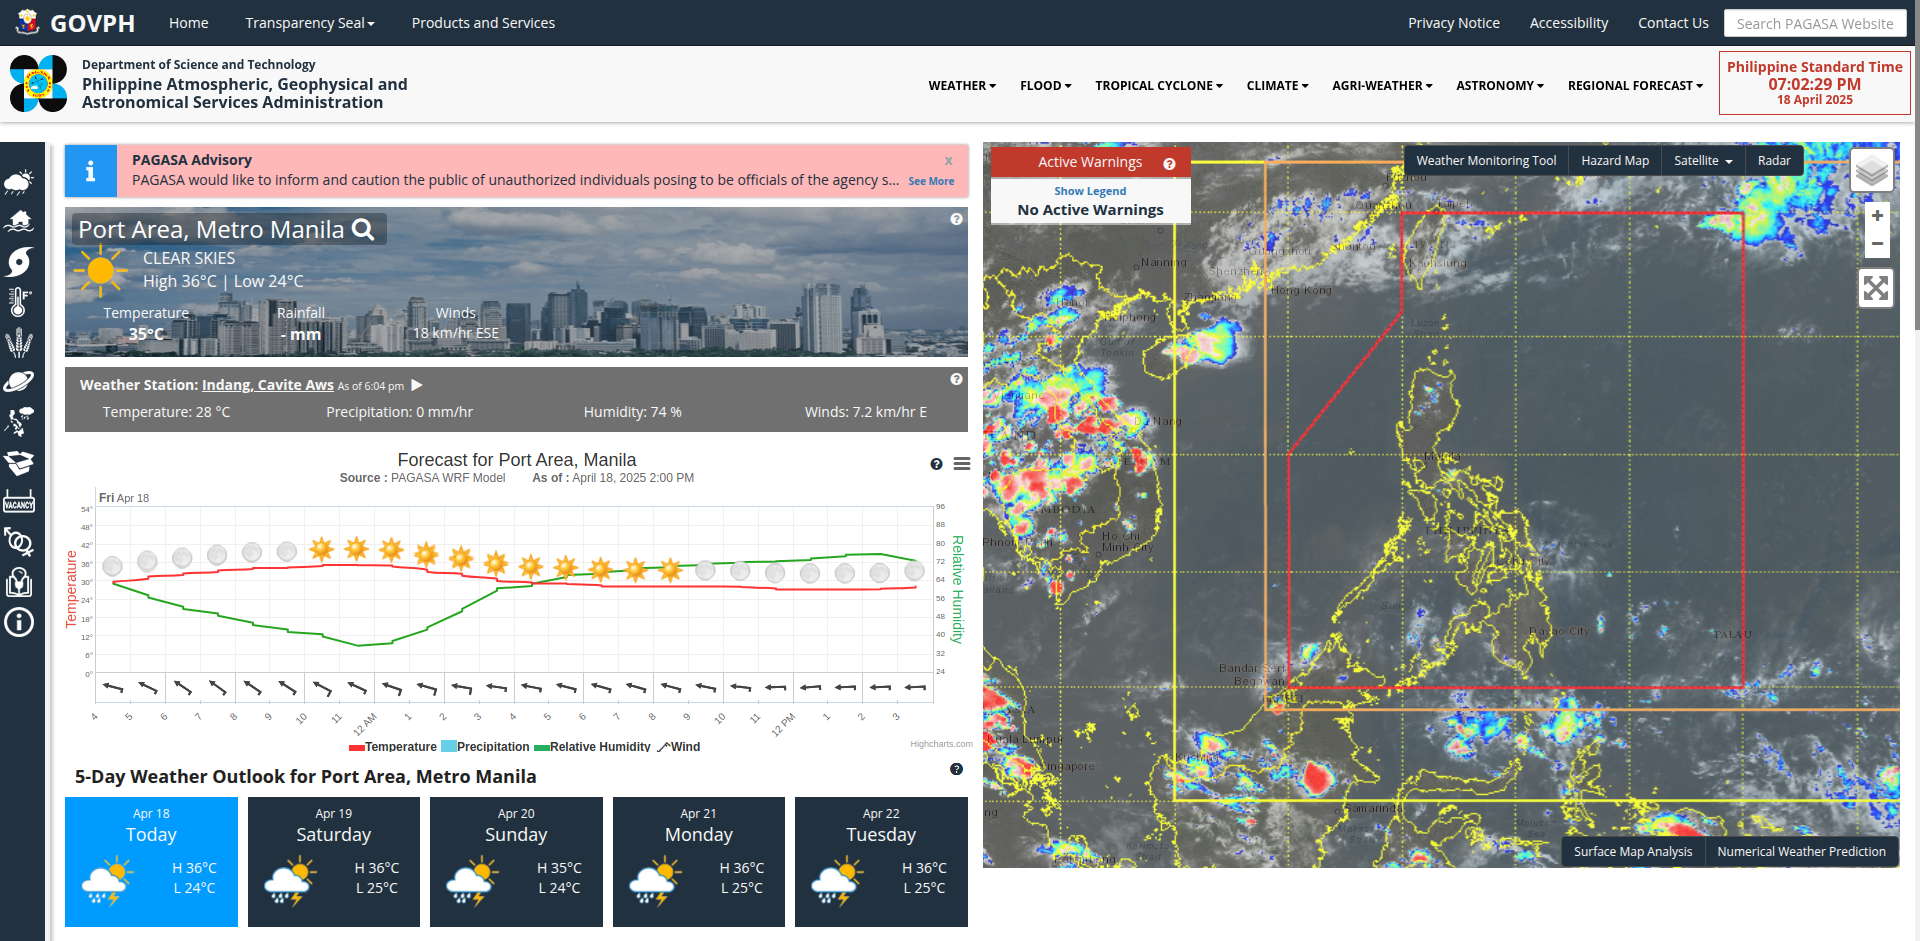 GOVPH
Home
Transparency Seal
Products and Services
Privacy Notice
Accessibility
Contact Us
Search PAGASA Website
Department of Science and Technology
Philippine Atmospheric, Geophysical and
Astronomical Services Administration
WEATHER
FLOOD
TROPICAL CYCLONE
CLIMATE
AGRI-WEATHER
ASTRONOMY
REGIONAL FORECAST
Philippine Standard Time
07:02:29 PM
18 April 2025
F°
VACANCY
PAGASA Advisory
x
PAGASA would like to inform and caution the public of unauthorized individuals posing to be officials of the agency s... See More
Port Area, Metro Manila
CLEAR SKIES
High 36°C | Low 24°C
Temperature
Rainfall
Winds
35°C
- mm
18 km/hr ESE
Weather Station: Indang, Cavite Aws As of 6:04 pm
Temperature: 28 °C
Precipitation: 0 mm/hr
Humidity: 74 %
Winds: 7.2 km/hr E
Forecast for Port Area, Manila
Source : PAGASA WRF Model As of : April 18, 2025 2:00 PM
Fri Apr 18
54°
48°
42°
36°
30°
24°
18°
12°
6°
0°
Temperature
96
88
80
72
64
56
48
40
32
24
Relative Humidity
4 5 6 7 8 9 10 11 12 AM 1 2 3 4 5 6 7 8 9 10 11 12 PM 1 2 3
Temperature Precipitation Relative Humidity Wind
Highcharts.com
5-Day Weather Outlook for Port Area, Metro Manila
Apr 18
Today
H 36°C
L 24°C
Apr 19
Saturday
H 36°C
L 25°C
Apr 20
Sunday
H 35°C
L 24°C
Apr 21
Monday
H 36°C
L 25°C
Apr 22
Tuesday
H 36°C
L 25°C
Active Warnings
Show Legend
No Active Warnings
Weather Monitoring Tool
Hazard Map
Satellite
Radar
+
−
Nanning
Shenzhen
Hong Kong
Kaohsiung
Hanoi
Haiphong
Gulf of
Tonkin
Da Nang
Ho Chi
Minh City
Manila
Davao City
PALAU
Bandar Seri
Begawan
Kuala Lumpur
Singapore
Kuching
Samarinda
Surface Map Analysis
Numerical Weather Prediction